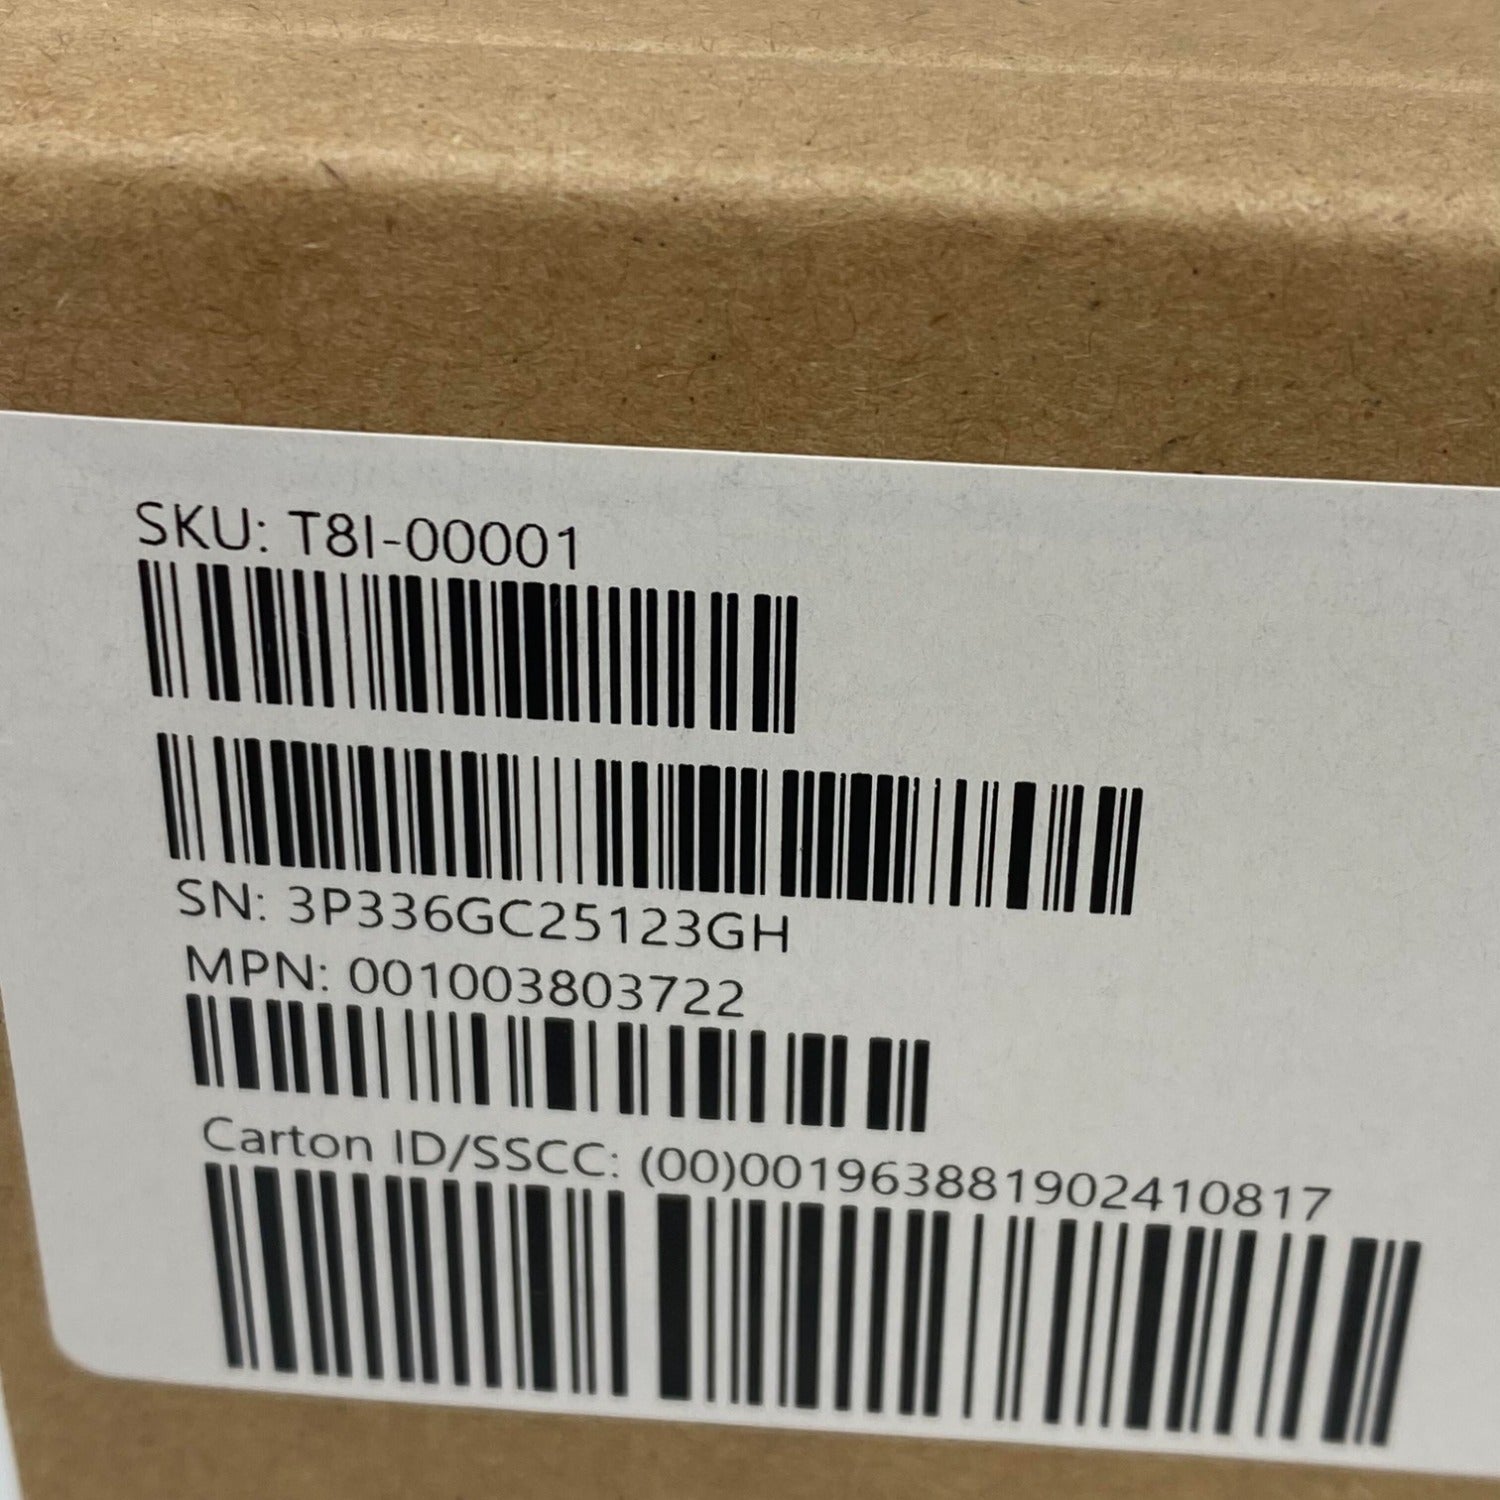 SKU: T8I-00001
SN: 3P336GC25123GH
MPN: 001003803722
Carton ID/SSCC: (00)001963881902410817